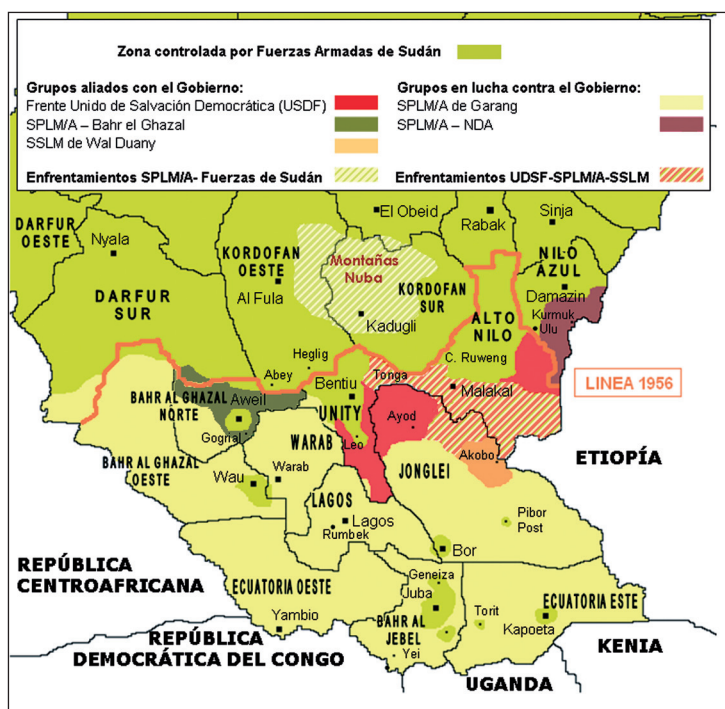 Zona controlada por Fuerzas Armadas de Sudán
Grupos aliados con el Gobierno:
Frente Unido de Salvación Democrática (USDF)
SPLM/A – Bahr el Ghazal
SSLM de Wal Duany
Grupos en lucha contra el Gobierno:
SPLM/A de Garang
SPLM/A – NDA
Enfrentamientos SPLM/A- Fuerzas de Sudán
Enfrentamientos UDSF-SPLM/A-SSLM
El Obeid
Rabak
Sinja
DARFUR
OESTE
Nyala
KORDOFAN
OESTE
Montañas
Nuba
NILO
AZUL
Al Fula
KORDOFAN
SUR
Damazin
DARFUR
SUR
Kadugli
ALTO
NILO
Kurmuk
Ulu
Heglig
C. Ruweng
Abey
Tonga
Bentiu
Malakal
LINEA 1956
BAHR AL GHAZAL
NORTE
Aweil
UNITY
Ayod
Gogrial
WARAB
Leo
Akobo
ETIOPÍA
BAHR AL GHAZAL
OESTE
Wau
Warab
JONGLEI
LAGOS
Lagos
Rumbek
Pibor
Post
Bor
REPÚBLICA
CENTROAFRICANA
ECUATORIA OESTE
Geneiza
Juba
Torit
ECUATORIA ESTE
Kapoeta
Yambio
BAHR AL
JEBEL
Yei
REPÚBLICA
DEMOCRÁTICA DEL CONGO
KENIA
UGANDA